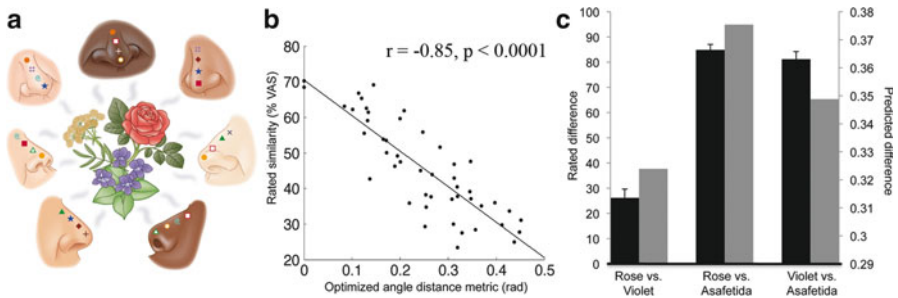 a
b
r = -0.85, p < 0.0001
Rated similarity (% VAS)
80
70
60
50
40
30
20
0
0.1
0.2
0.3
0.4
0.5
Optimized angle distance metric (rad)
c
Rated difference
100
90
80
70
60
50
40
30
20
10
0
Predicted difference
0.38
0.37
0.36
0.35
0.34
0.33
0.32
0.31
0.3
0.29
Rose vs.
Violet
Rose vs.
Asafetida
Violet vs.
Asafetida